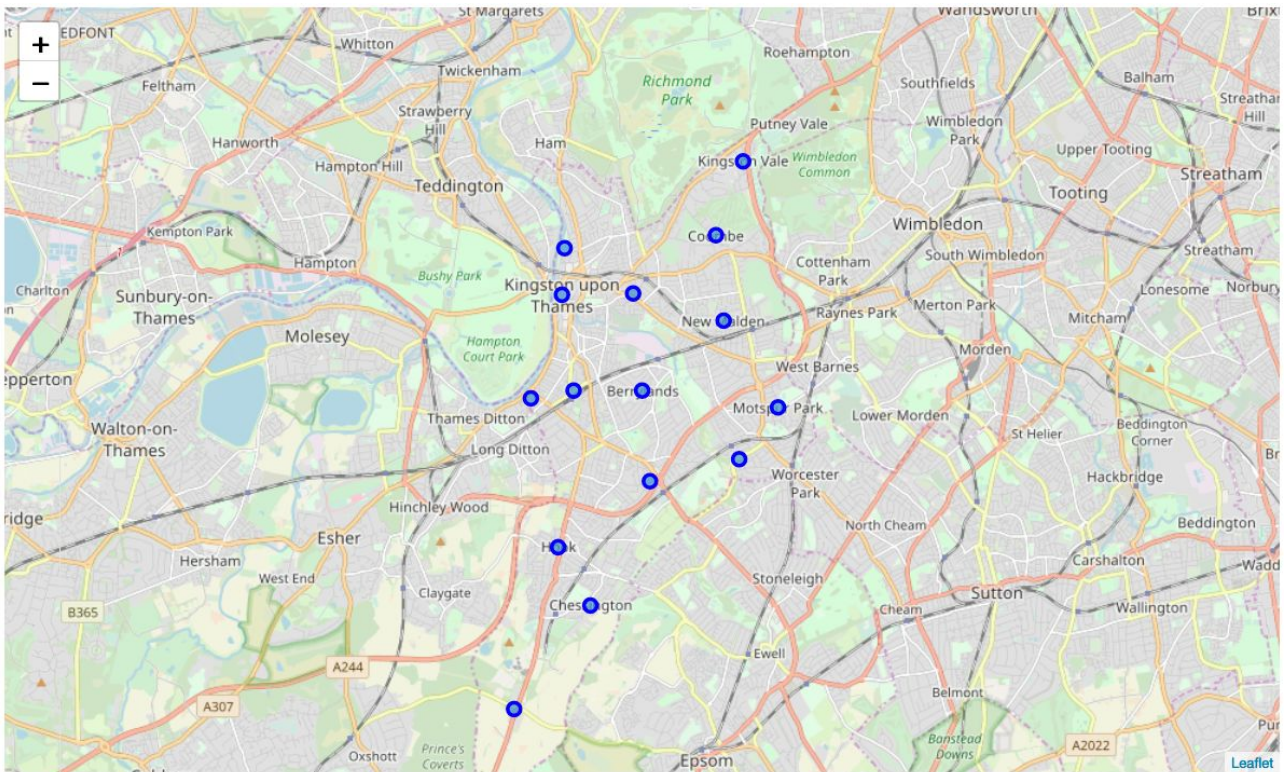 St Margarets
Wandsworth
Brix
EDFONT
+
Whitton
Roehampton
Twickenham
Balham
Feltham
Richmond
Park
Southfields
−
Streatham
Hill
Strawberry
Hill
Putney Vale
Wimbledon
Park
Hanworth
Ham
Upper Tooting
Hampton Hill
Kingston Vale
Wimbledon
Common
Streatham
Teddington
Tooting
Wimbledon
Kempton Park
Coombe
Hampton
Cottenham
Park
South Wimbledon
Streatham
Bushy Park
Charlton
Kingston upon
Thames
Lonesome
Norbury
Sunbury-on-
Thames
Merton Park
Raynes Park
Mitcham
New Malden
Molesey
Hampton
Court Park
Morden
West Barnes
epperton
Berrylands
Motspur Park
Lower Morden
Thames Ditton
Walton-on-
Thames
St Helier
Beddington
Corner
Long Ditton
Br
Worcester
Park
Hackbridge
Hinchley Wood
ridge
North Cheam
Beddington
Esher
Hook
Hersham
Carshalton
Wadd
West End
Stoneleigh
Claygate
Sutton
Chessington
Cheam
Wallington
B365
Ewell
A244
Belmont
A307
Prince's
Coverts
Oxshott
Banstead
Downs
A2022
Pu
Epsom
Leaflet